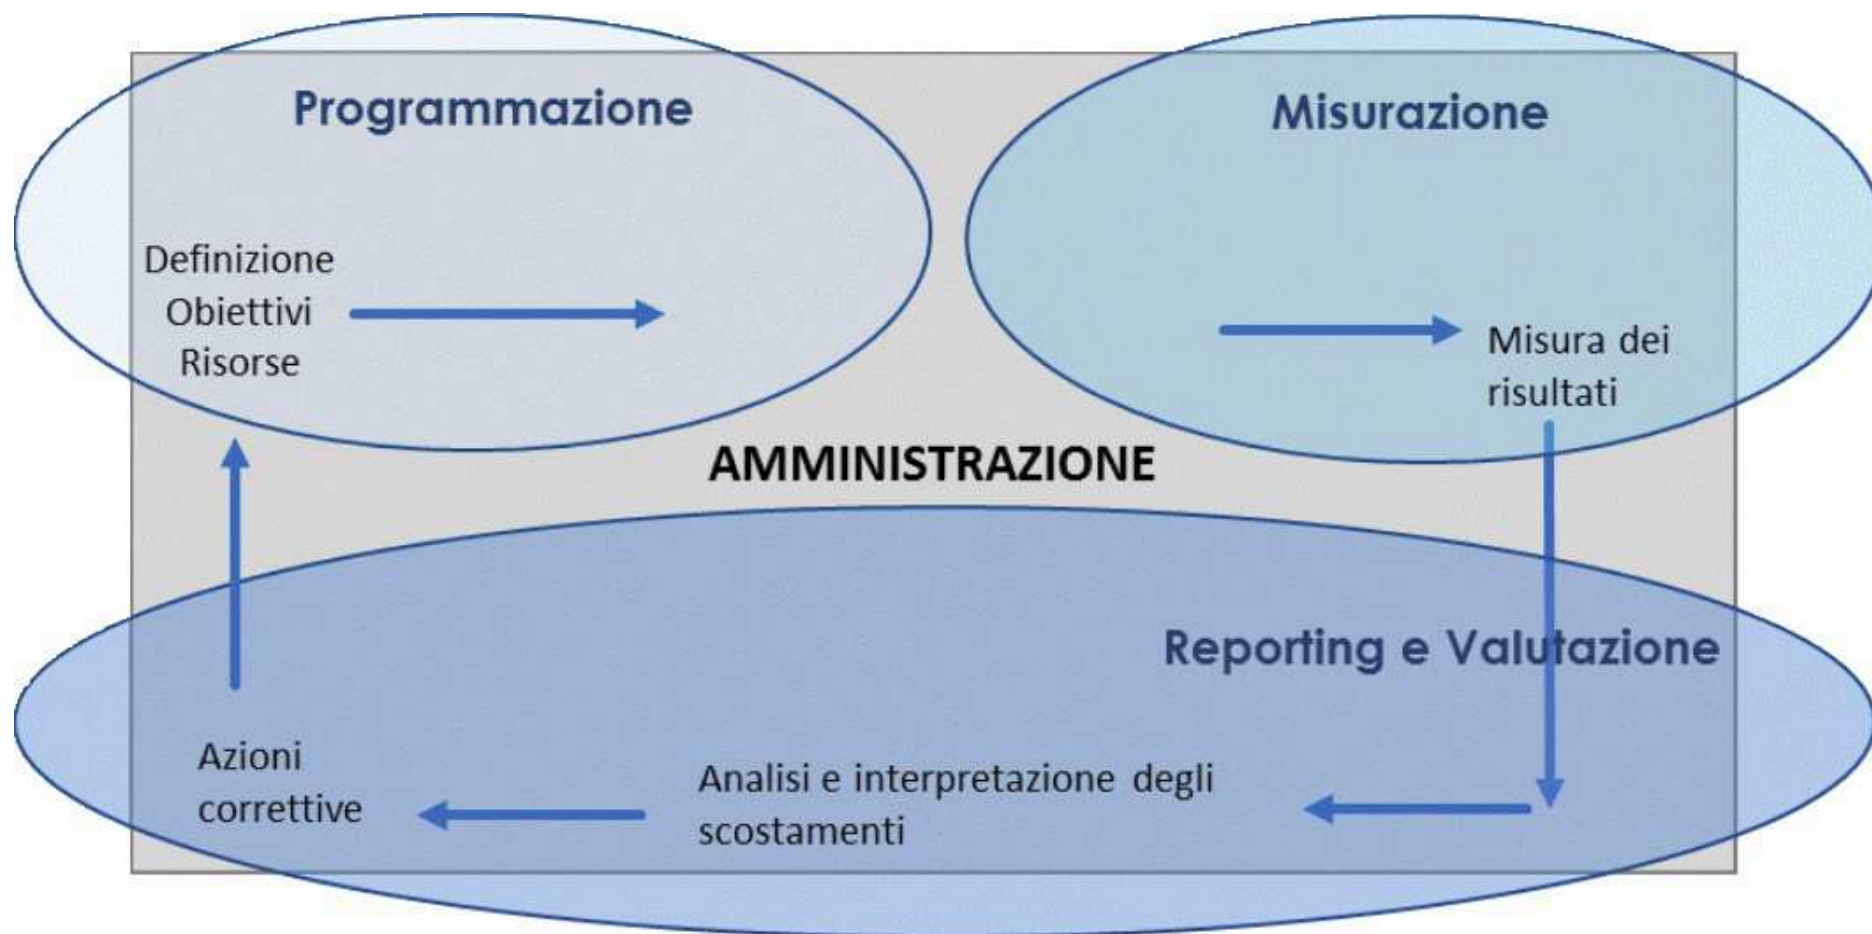 Programmazione
Misurazione
Definizione
Obiettivi
Risorse
Misura dei
risultati
AMMINISTRAZIONE
Reporting e Valutazione
Azioni
correttive
Analisi e interpretazione degli
scostamenti